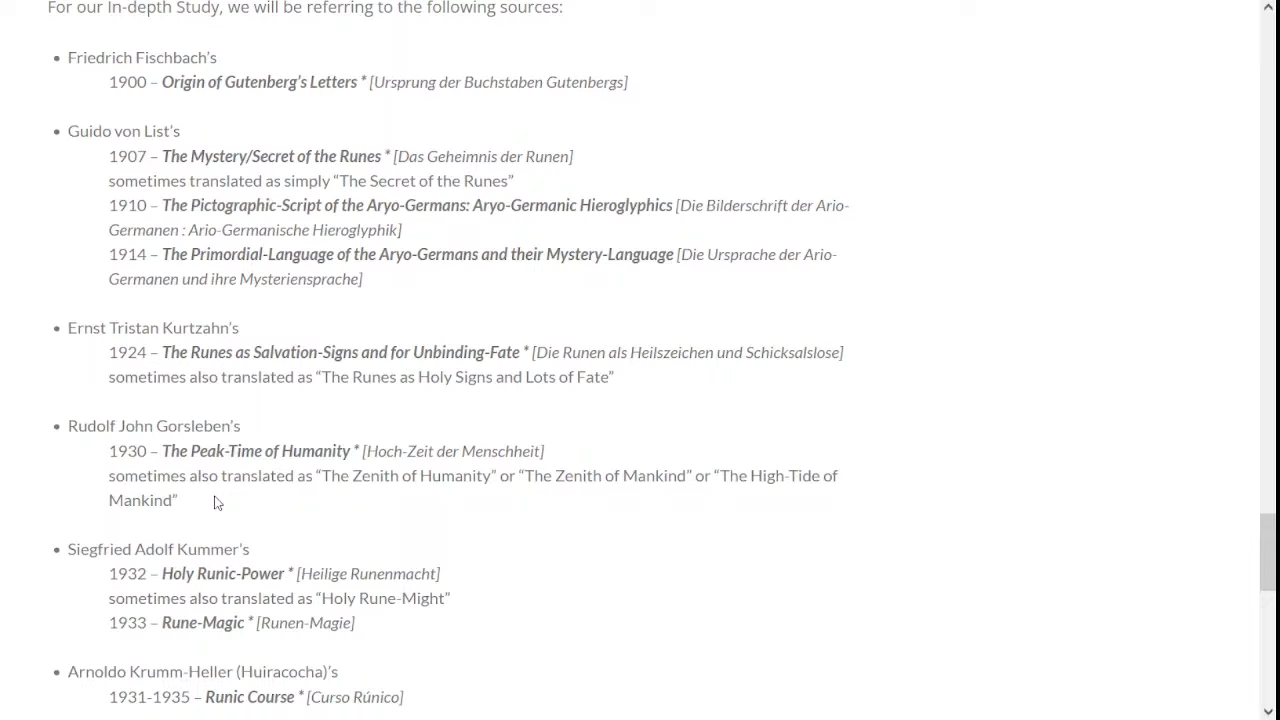 For our In-depth Study, we will be referring to the following sources:
• Friedrich Fischbach’s
1900 – Origin of Gutenberg’s Letters * [Ursprung der Buchstaben Gutenbergs]
• Guido von List’s
1907 – The Mystery/Secret of the Runes * [Das Geheimnis der Runen]
sometimes translated as simply “The Secret of the Runes”
1910 – The Pictographic-Script of the Aryo-Germans: Aryo-Germanic Hieroglyphics [Die Bilderschrift der Ario-
Germanen : Ario-Germanische Hieroglyphik]
1914 – The Primordial-Language of the Aryo-Germans and their Mystery-Language [Die Ursprache der Ario-
Germanen und ihre Mysteriensprache]
• Ernst Tristan Kurtzahn’s
1924 – The Runes as Salvation-Signs and for Unbinding-Fate * [Die Runen als Heilszeichen und Schicksalslose]
sometimes also translated as “The Runes as Holy Signs and Lots of Fate”
• Rudolf John Gorsleben’s
1930 – The Peak-Time of Humanity * [Hoch-Zeit der Menschheit]
sometimes also translated as “The Zenith of Humanity” or “The Zenith of Mankind” or “The High-Tide of
Mankind”
• Siegfried Adolf Kummer’s
1932 – Holy Runic-Power * [Heilige Runenmacht]
sometimes also translated as “Holy Rune-Might”
1933 – Rune-Magic * [Runen-Magie]
• Arnoldo Krumm-Heller (Huiracocha)’s
1931-1935 – Runic Course * [Curso Rúnico]